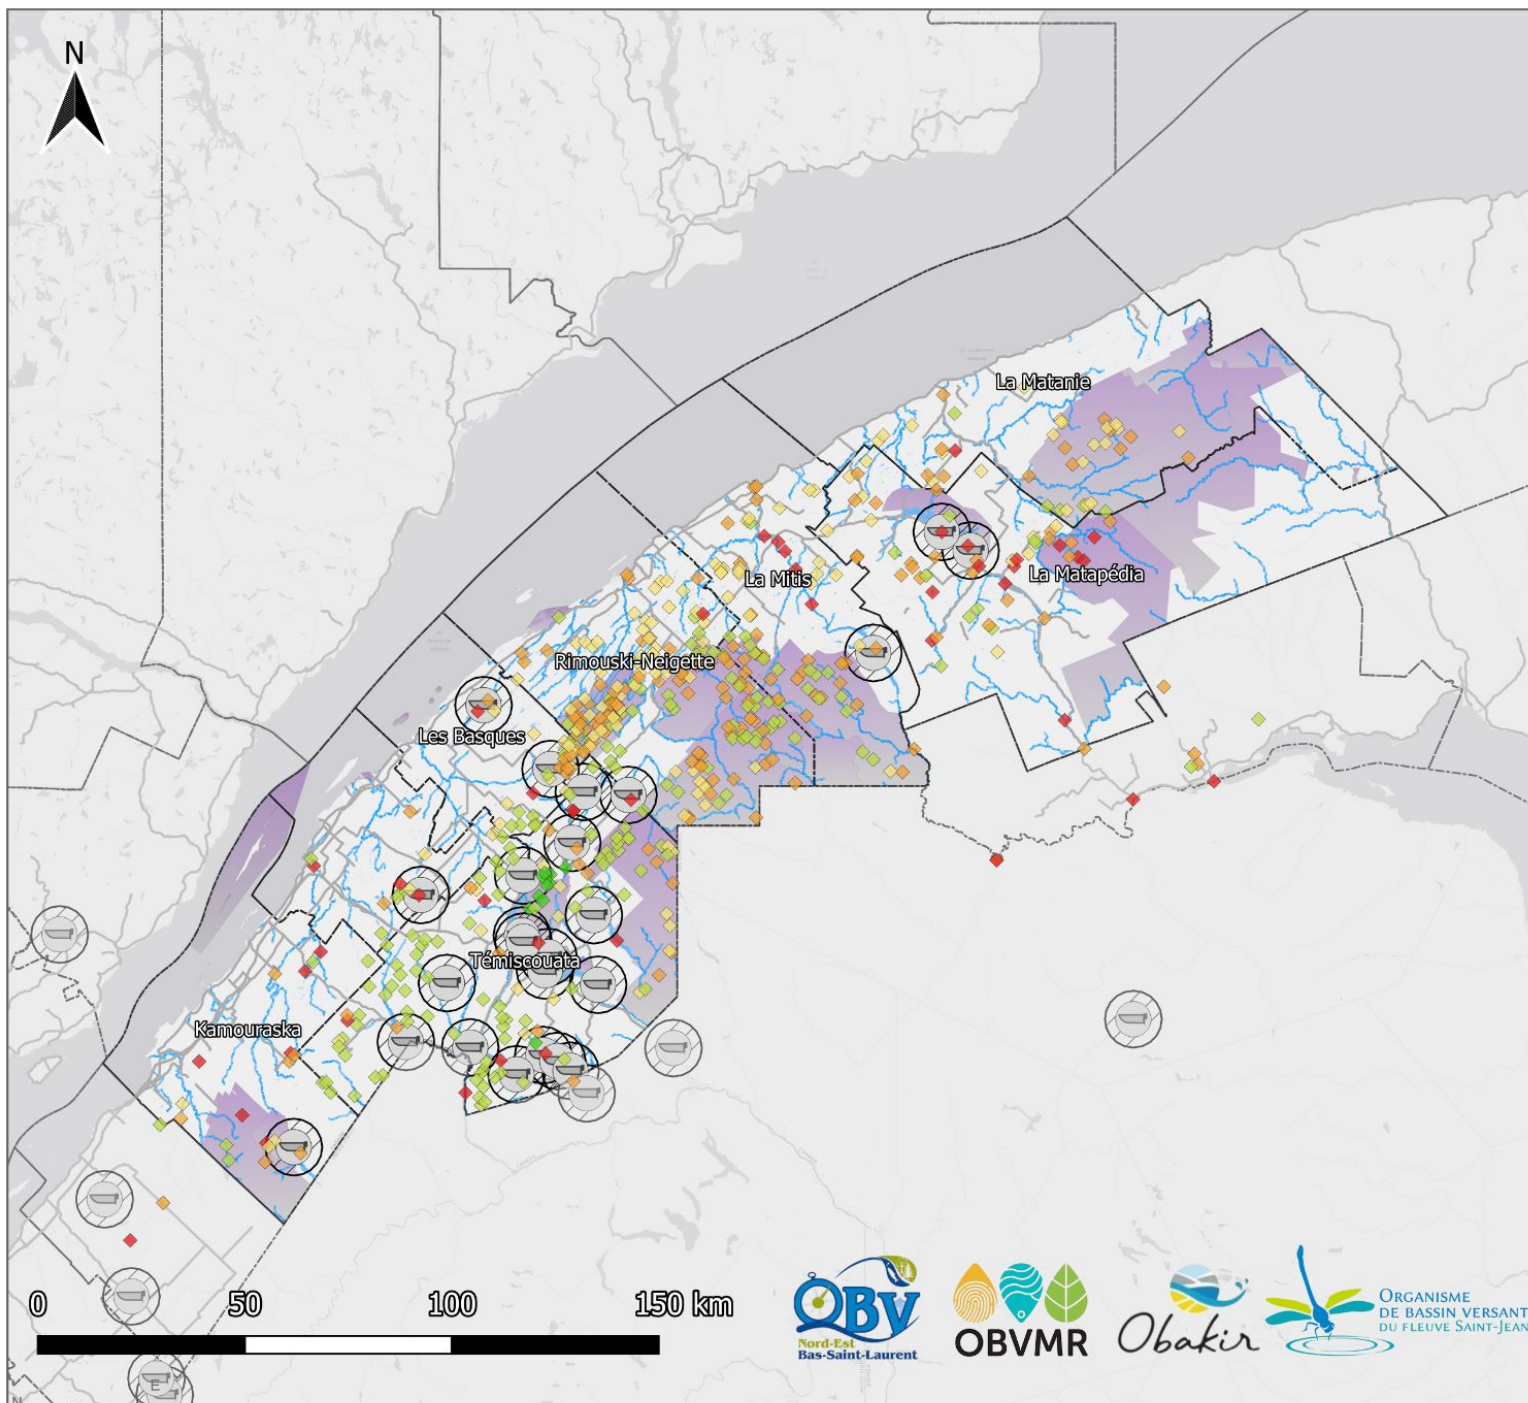 N
La Matanie
La Matapédia
La Mitis
Rimouski-Neigette
Les Basques
Témiscouata
Kamouraska
0 50 100 150 km
OBV
Nord-Est
Bas-Saint-Laurent
OBVMR
Obakir
ORGANISME
DE BASSIN VERSANT
DU FLEUVE SAINT-JEAN
E
N